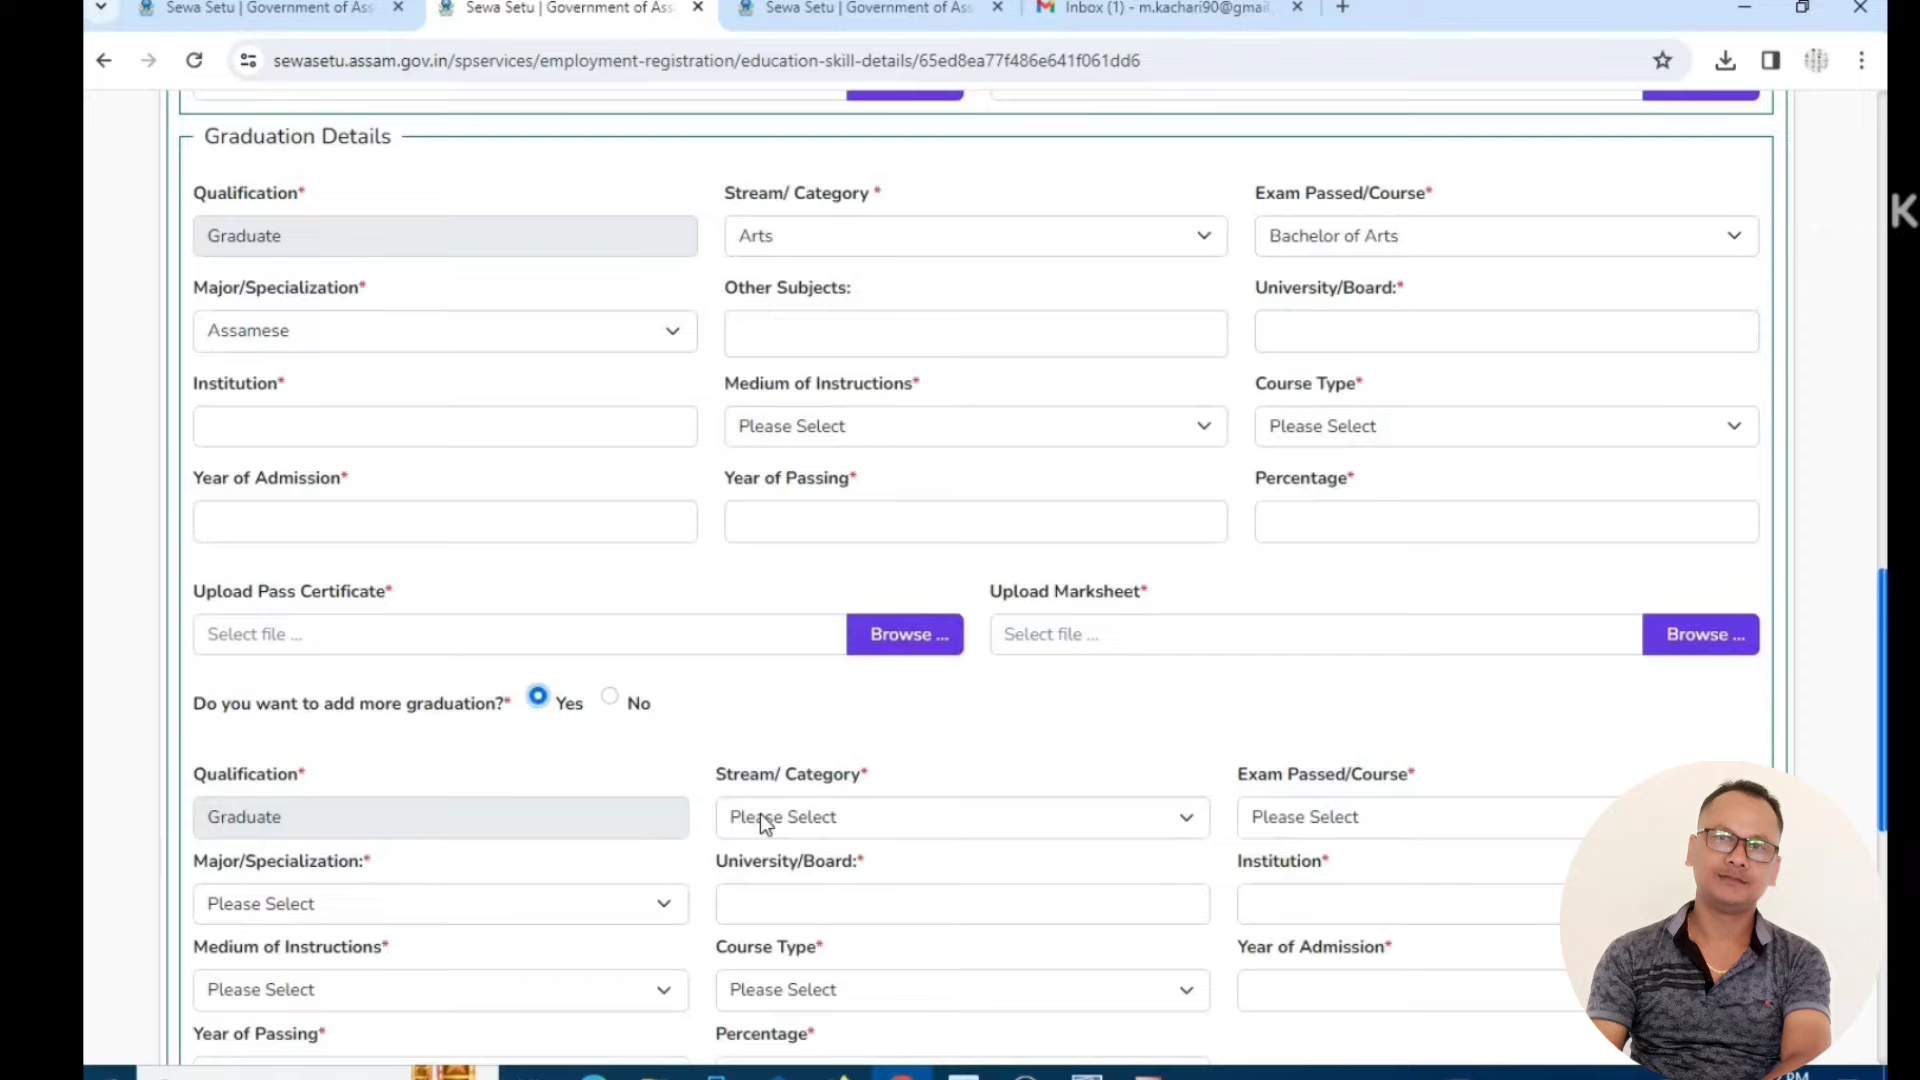 Sewa Setu | Government of Ass
Sewa Setu | Government of Ass
Sewa Setu | Government of Ass
Inbox (1) - m.kachari90@gmail.
sewasetu.assam.gov.in/spservices/employment-registration/education-skill-details/65ed8ea77f486e641f061dd6
K
Graduation Details
Qualification* Stream/ Category * Exam Passed/Course*
Graduate Arts Bachelor of Arts
Major/Specialization* Other Subjects: University/Board:*
Assamese
Institution* Medium of Instructions* Course Type*
Please Select Please Select
Year of Admission* Year of Passing* Percentage*
Upload Pass Certificate* Upload Marksheet*
Select file ... Browse ... Select file ... Browse ...
Do you want to add more graduation?* Yes No
Qualification* Stream/ Category* Exam Passed/Course*
Graduate Please Select Please Select
Major/Specialization:* University/Board:* Institution*
Please Select
Medium of Instructions* Course Type* Year of Admission*
Please Select Please Select
Year of Passing* Percentage*
PM